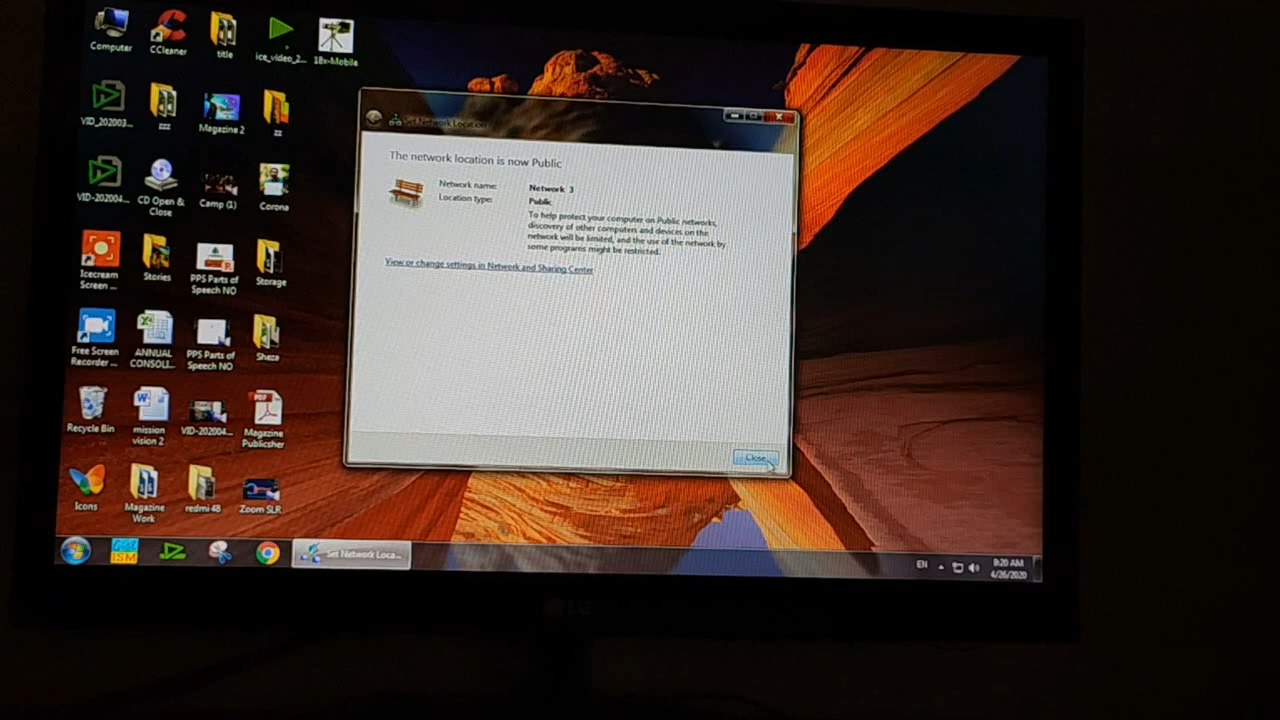 Computer
CCleaner
title
ice_video_2...
18x-Mobile
VID_202003...
zzz
Magazine 2
zz
VID-202004...
CD Open &
Close
Camp (1)
Corona
Icecream
Screen ...
Stories
PPS Parts of
Speech NO
Storage
Free Screen
Recorder ...
ANNUAL
CONSOLI...
PPS Parts of
Speech NO
Sheza
Recycle Bin
mission
vision 2
VID-202004...
Magazine
Publicsher
Icons
Magazine
Work
redmi 48
Zoom SLR
Set Network Location
The network location is now Public
Network name: Network 3
Location type: Public
To help protect your computer on Public networks,
discovery of other computers and devices on the
network will be limited, and the use of the network by
some programs might be restricted.
View or change settings in Network and Sharing Center
Close
ISM
Set Network Loca...
EN
9:20 AM
4/26/2020
LG